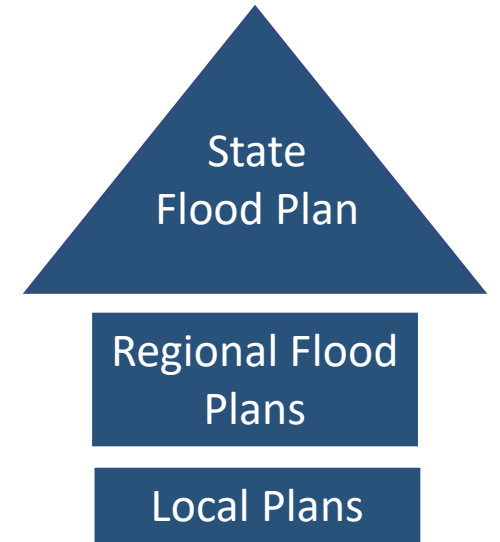 State
Flood Plan
Regional Flood
Plans
Local Plans